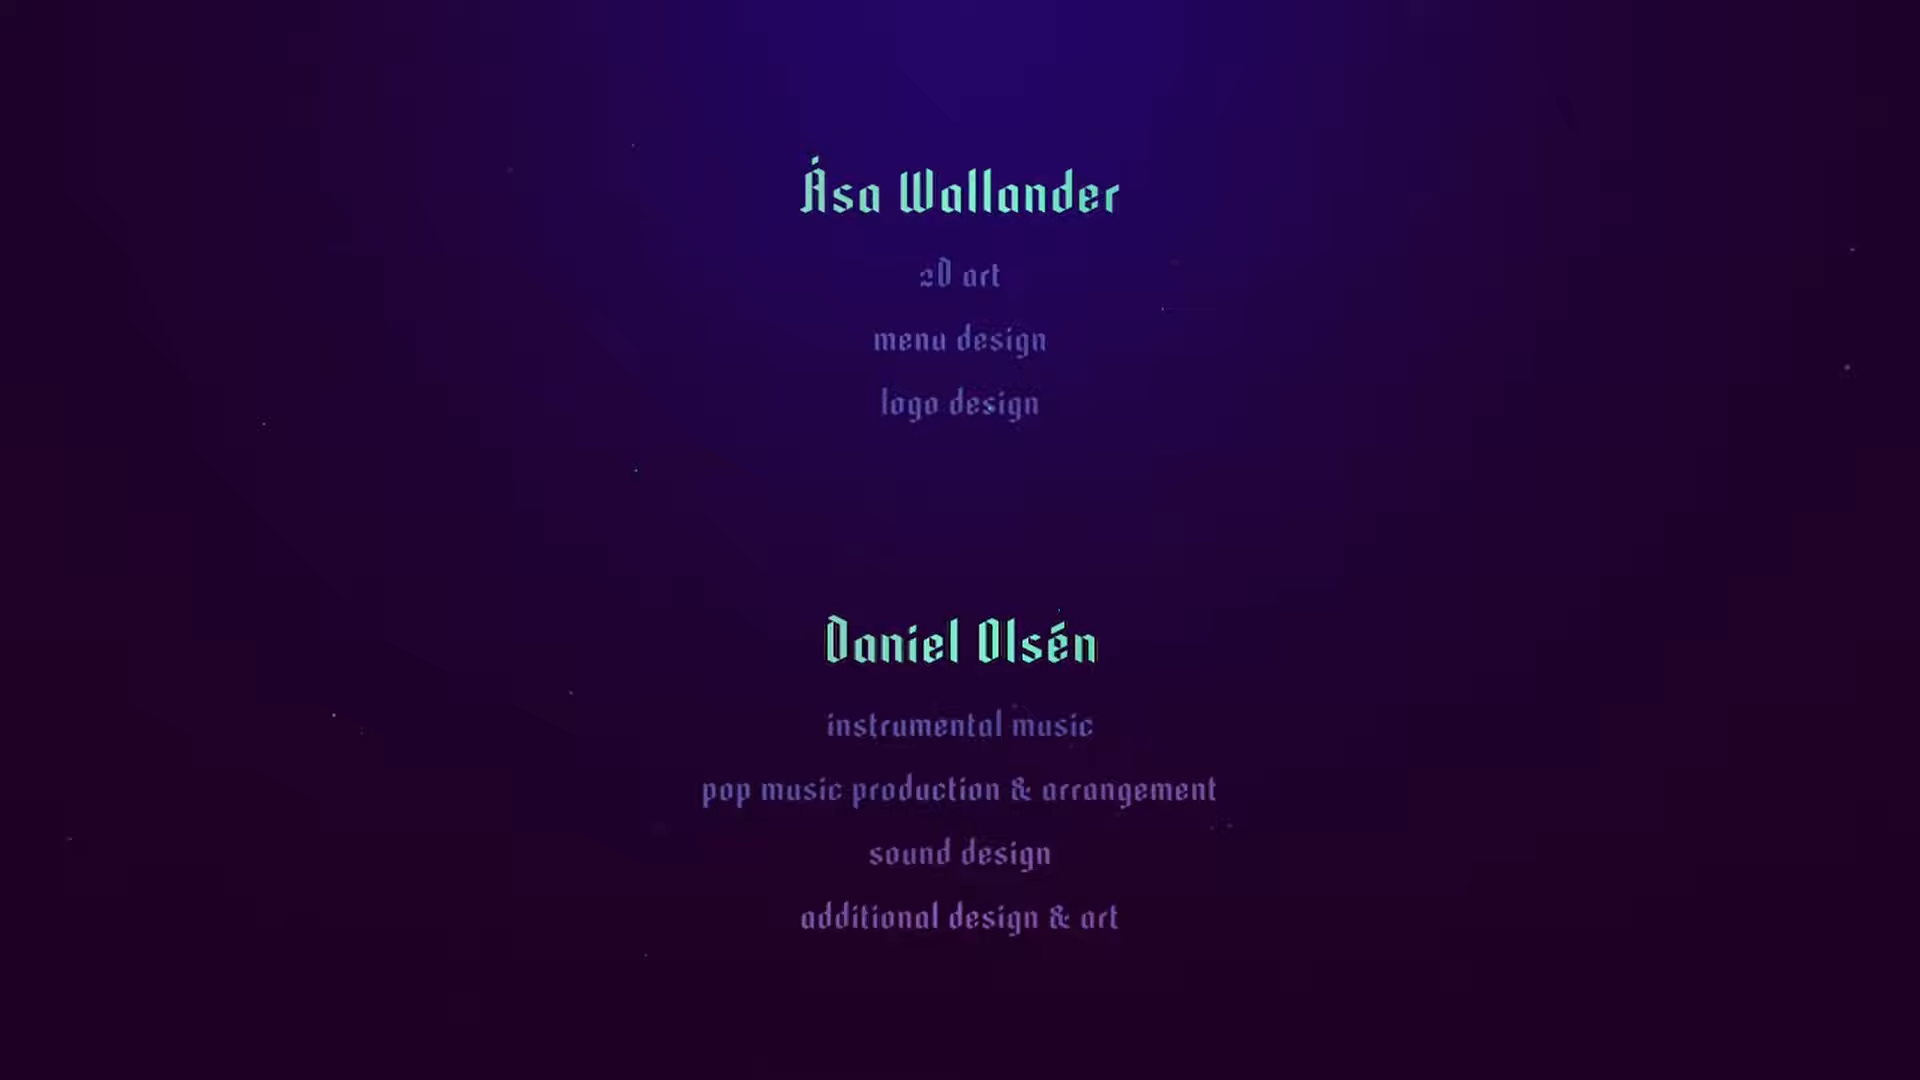 Åsa Wallander
2D art
menu design
logo design
Daniel Olsén
instrumental music
pop music production & arrangement
sound design
additional design & art